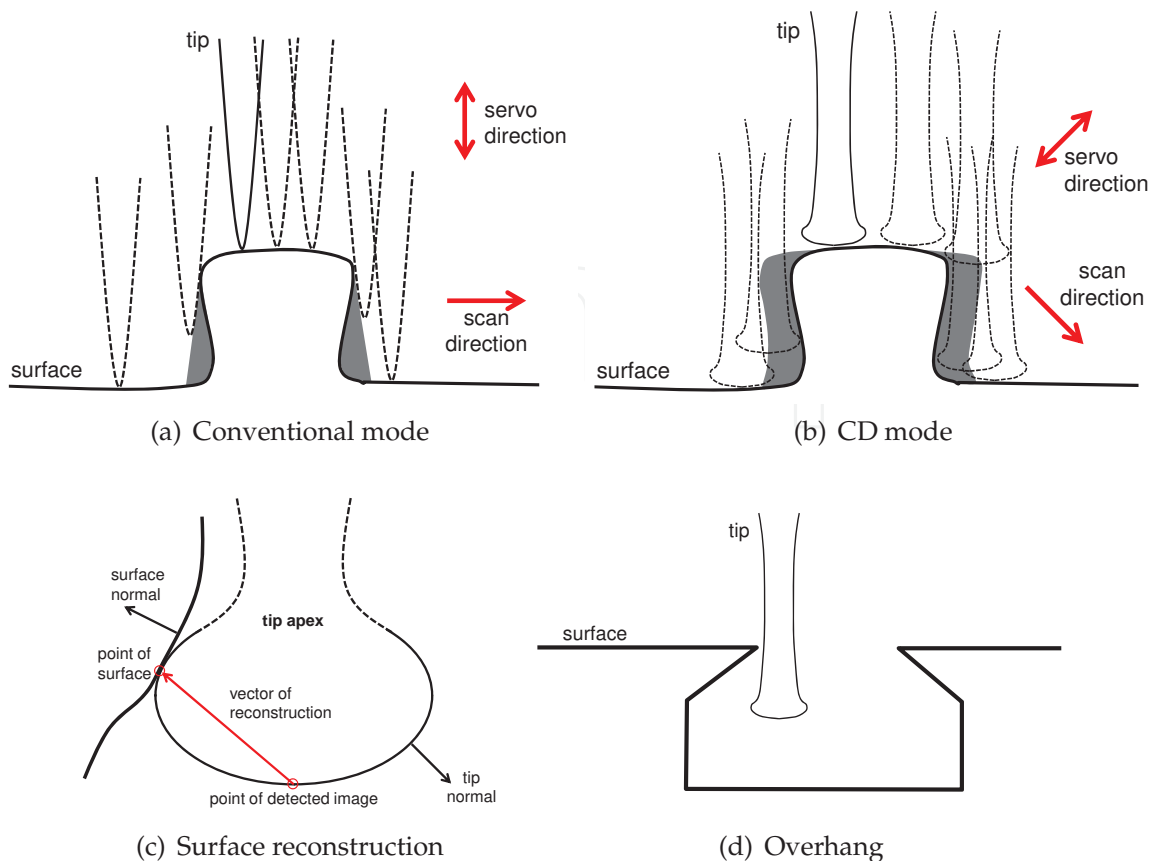 tip
servo
direction
scan
direction
surface
(a) Conventional mode
tip
servo
direction
scan
direction
surface
(b) CD mode
surface
normal
tip apex
point of
surface
vector of
reconstruction
tip
normal
point of detected image
(c) Surface reconstruction
tip
surface
(d) Overhang